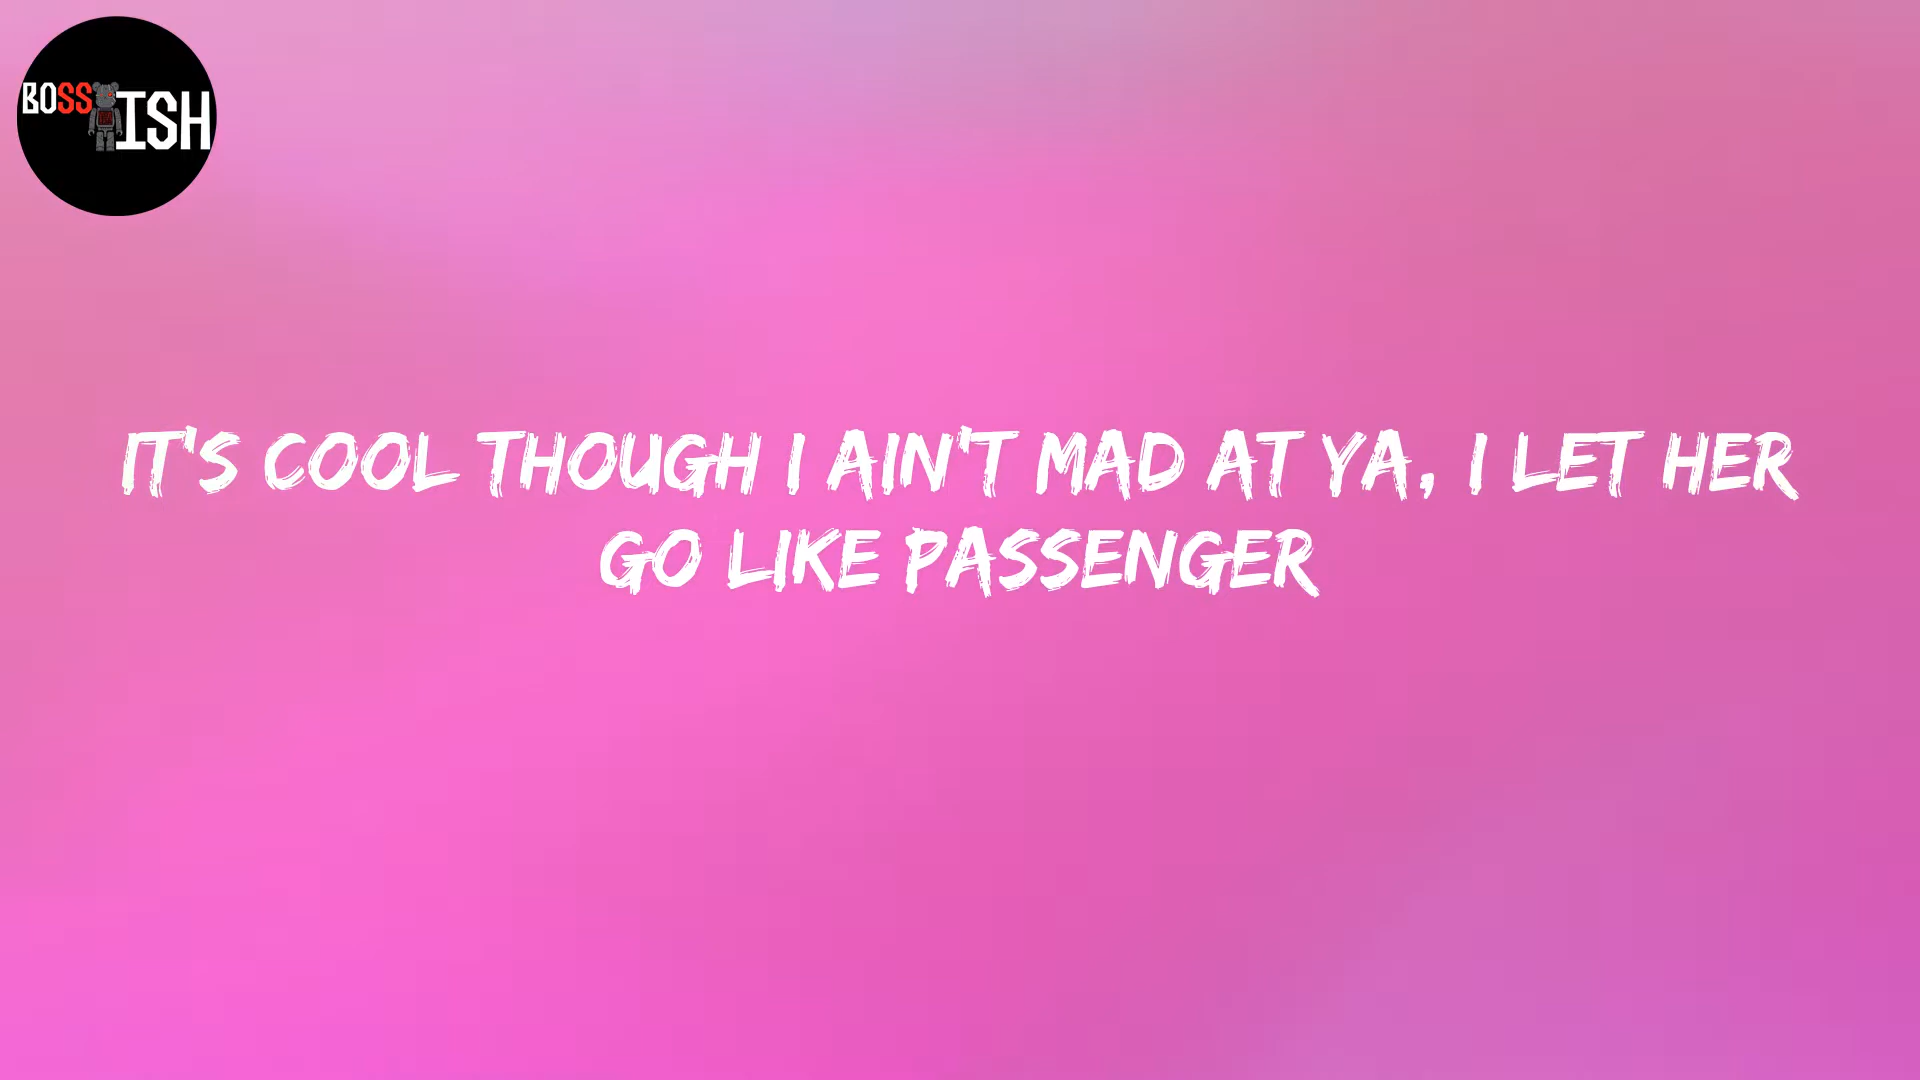 BOSS ISH
IT'S COOL THOUGH I AIN'T MAD AT YA, I LET HER
GO LIKE PASSENGER